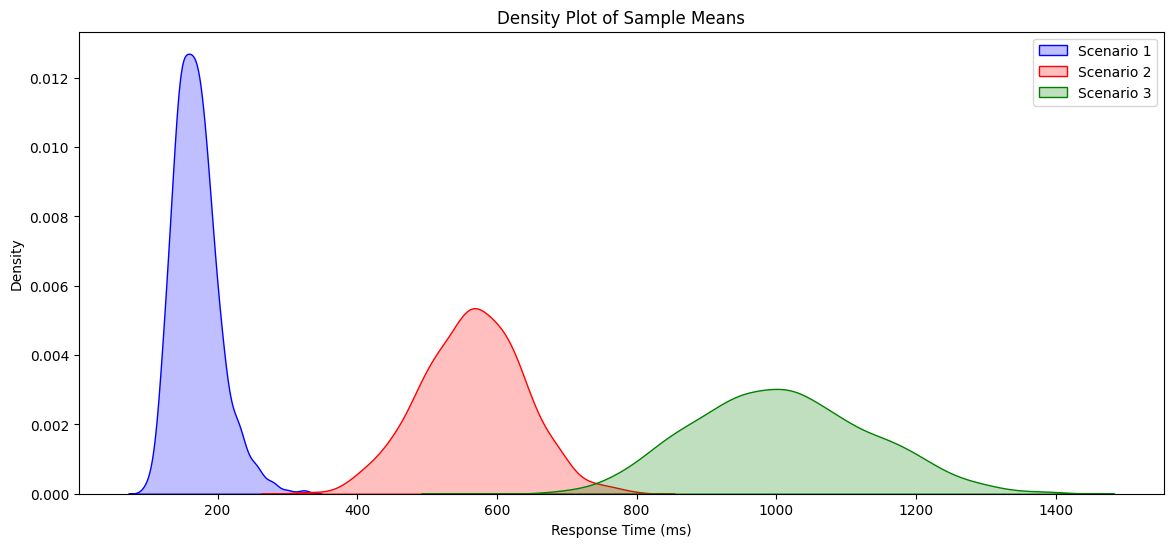 Density Plot of Sample Means
Scenario 1
Scenario 2
Scenario 3
Density
0.012
0.010
0.008
0.006
0.004
0.002
0.000
200 400 600 800 1000 1200 1400
Response Time (ms)